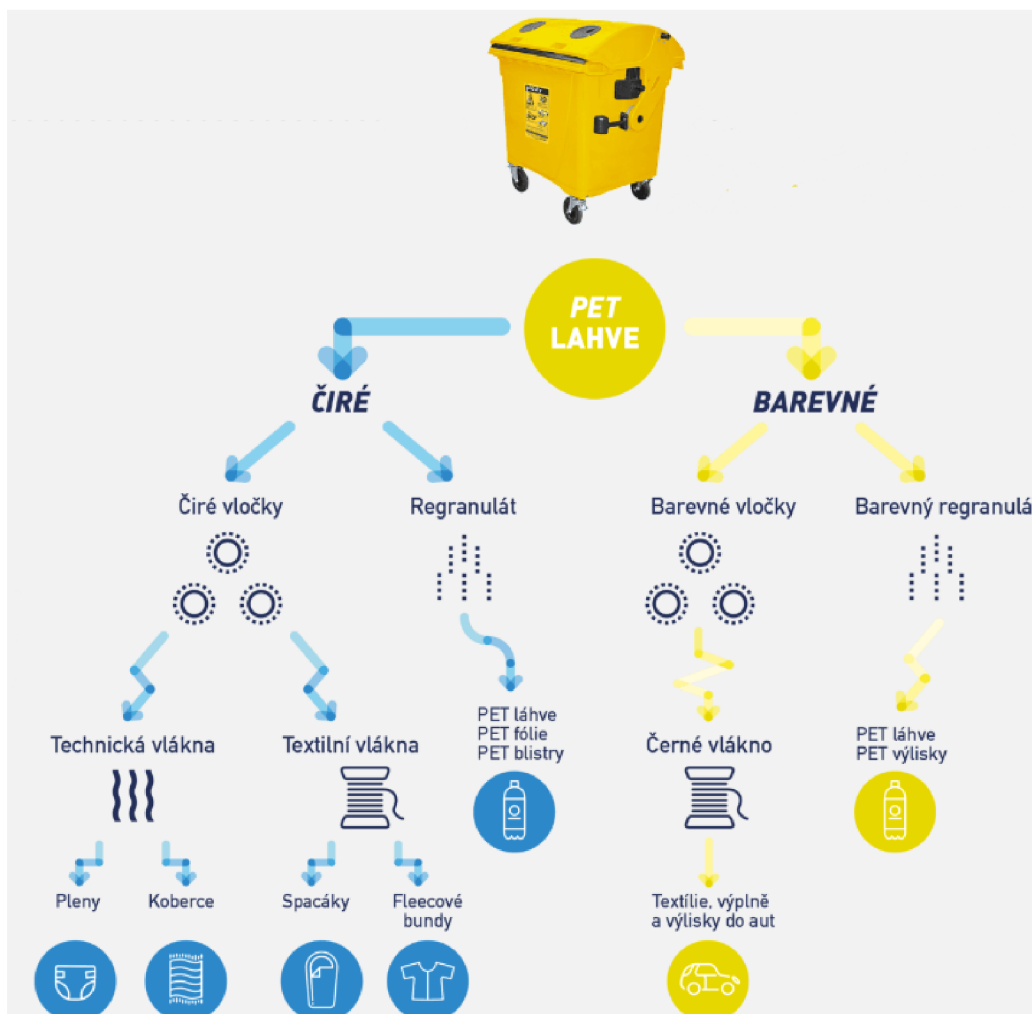 PET
LAHVE
ČIRÉ
BAREVNÉ
Čiré vločky
Regranulát
Barevné vločky
Barevný regranulá
Technická vlákna
Textilní vlákna
PET láhve
PET fólie
PET blistry
Černé vlákno
PET láhve
PET výlisky
Pleny
Koberce
Spacáky
Fleecové
bundy
Textílie, výplně
a výlisky do aut